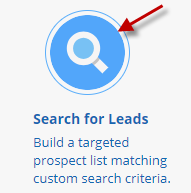 Search for Leads
Build a targeted
prospect list matching
custom search criteria.